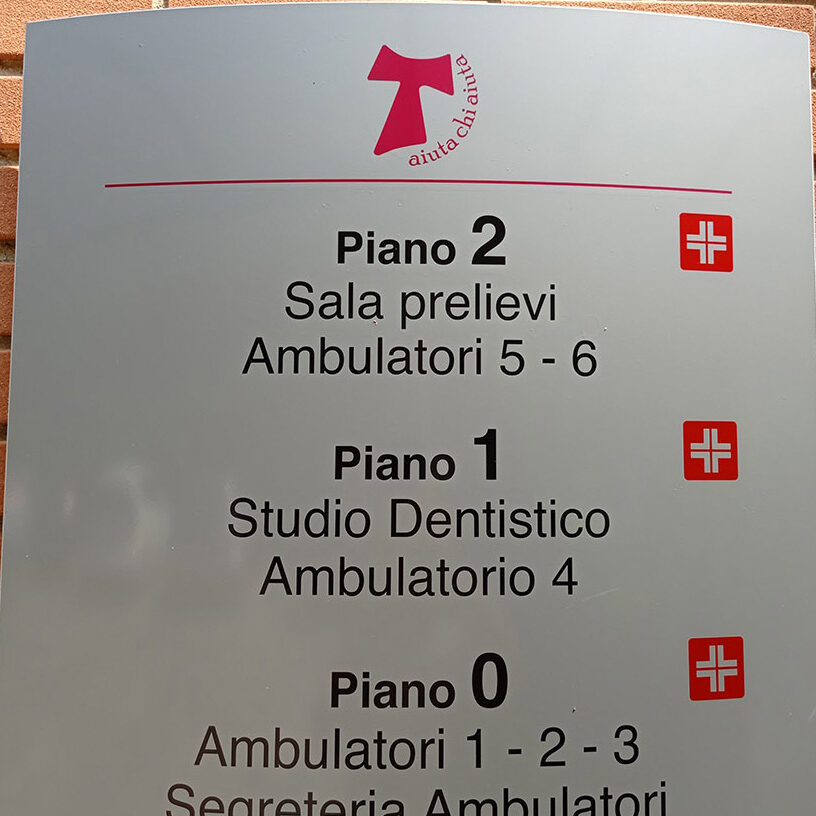 aiuta chi aiuta
Piano 2
Sala prelievi
Ambulatori 5 - 6
Piano 1
Studio Dentistico
Ambulatorio 4
Piano 0
Ambulatori 1 - 2 - 3
Segreteria Ambulatori